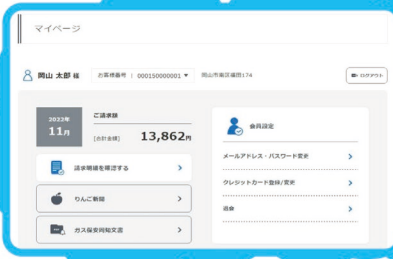 マイページ
岡山 太郎 様
お客様番号 | 000150000001 ▼
岡山市南区福田174
ログアウト
2023年
11月
ご請求額
[合計金額] 13,862円
請求明細を確認する
りんご新聞
ガス保安周知文書
会員設定
メールアドレス・パスワード変更
クレジットカード登録/変更
退会